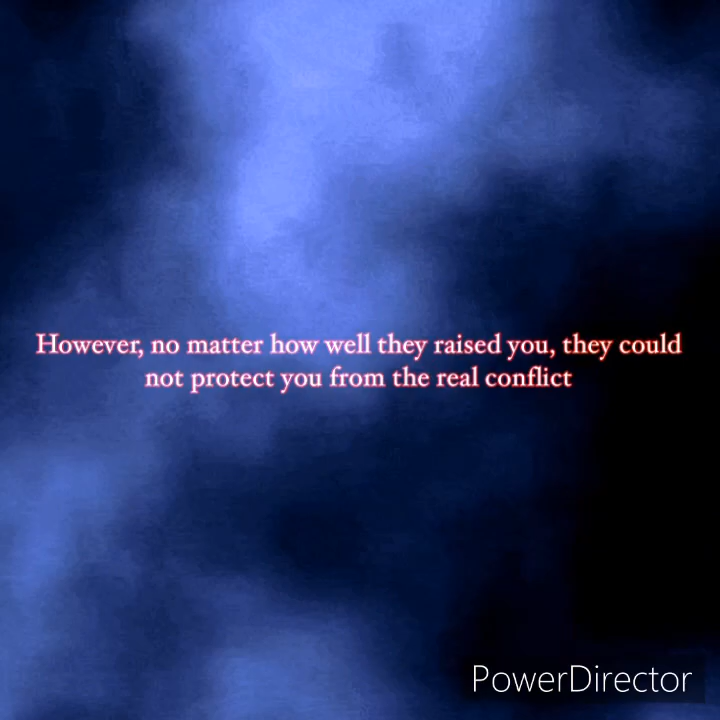 However, no matter how well they raised you, they could
not protect you from the real conflict
PowerDirector